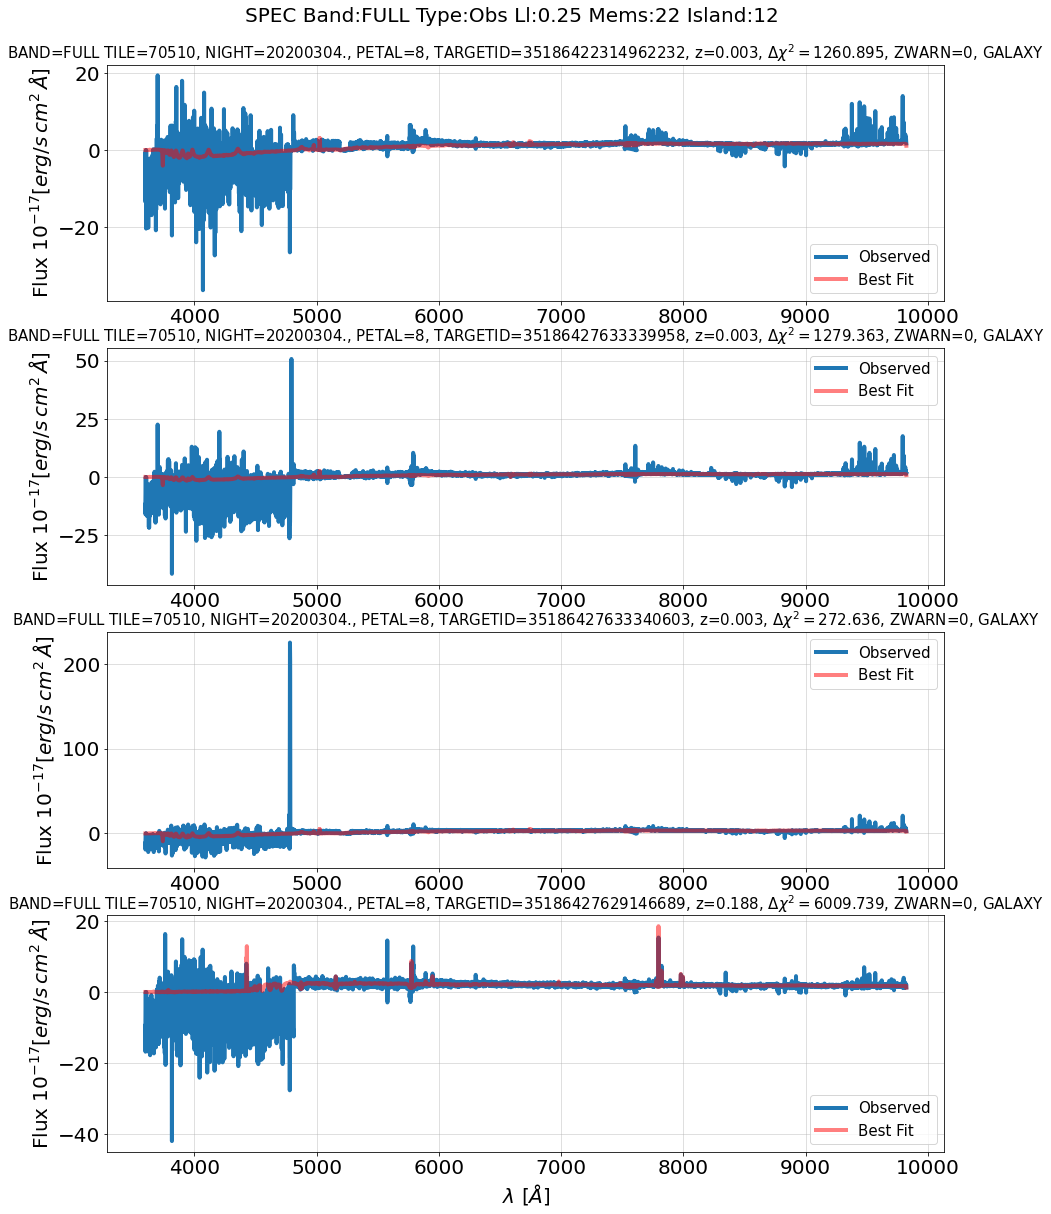 SPEC Band:FULL Type:Obs Ll:0.25 Mems:22 Island:12
BAND=FULL TILE=70510, NIGHT=20200304., PETAL=8, TARGETID=35186422314962232, z=0.003, Δχ² = 1260.895, ZWARN=0, GALAXY
Flux 10⁻¹⁷[erg/s cm² Å]
20
0
−20
Observed
Best Fit
4000 5000 6000 7000 8000 9000 10000
BAND=FULL TILE=70510, NIGHT=20200304., PETAL=8, TARGETID=35186427633339958, z=0.003, Δχ² = 1279.363, ZWARN=0, GALAXY
Flux 10⁻¹⁷[erg/s cm² Å]
50
25
0
−25
Observed
Best Fit
4000 5000 6000 7000 8000 9000 10000
BAND=FULL TILE=70510, NIGHT=20200304., PETAL=8, TARGETID=35186427633340603, z=0.003, Δχ² = 272.636, ZWARN=0, GALAXY
Flux 10⁻¹⁷[erg/s cm² Å]
200
100
0
Observed
Best Fit
4000 5000 6000 7000 8000 9000 10000
BAND=FULL TILE=70510, NIGHT=20200304., PETAL=8, TARGETID=35186427629146689, z=0.188, Δχ² = 6009.739, ZWARN=0, GALAXY
Flux 10⁻¹⁷[erg/s cm² Å]
20
0
−20
−40
Observed
Best Fit
4000 5000 6000 7000 8000 9000 10000
λ [Å]